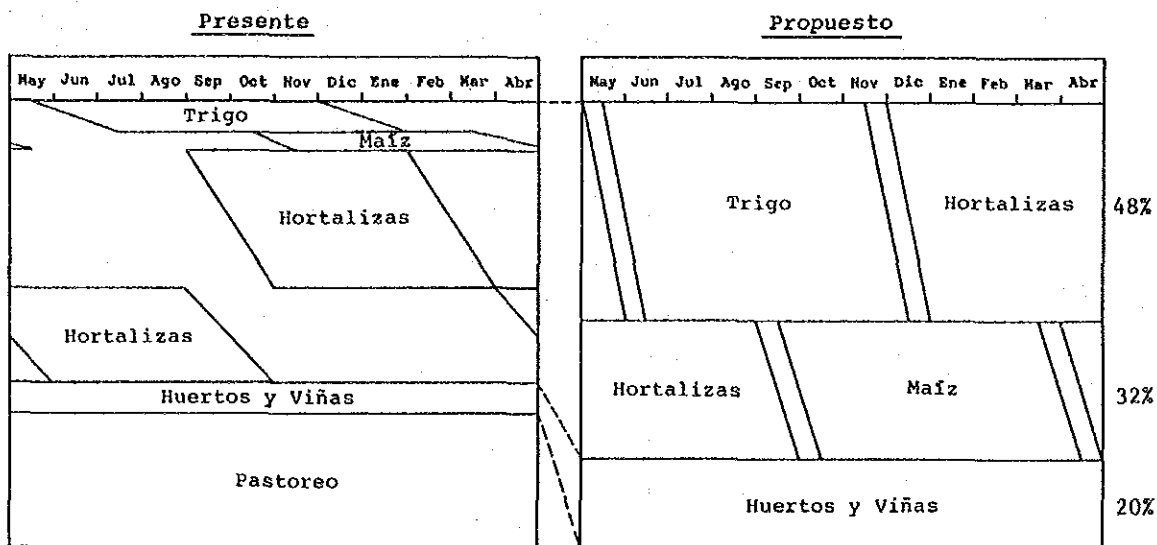 Presente
May Jun Jul Ago Sep Oct Nov Dic Ene Feb Mar Abr
Trigo
Maíz
Hortalizas
Hortalizas
Huertos y Viñas
Pastoreo
Propuesto
May Jun Jul Ago Sep Oct Nov Dic Ene Feb Mar Abr
Trigo Hortalizas 48%
Hortalizas Maíz 32%
Huertos y Viñas 20%